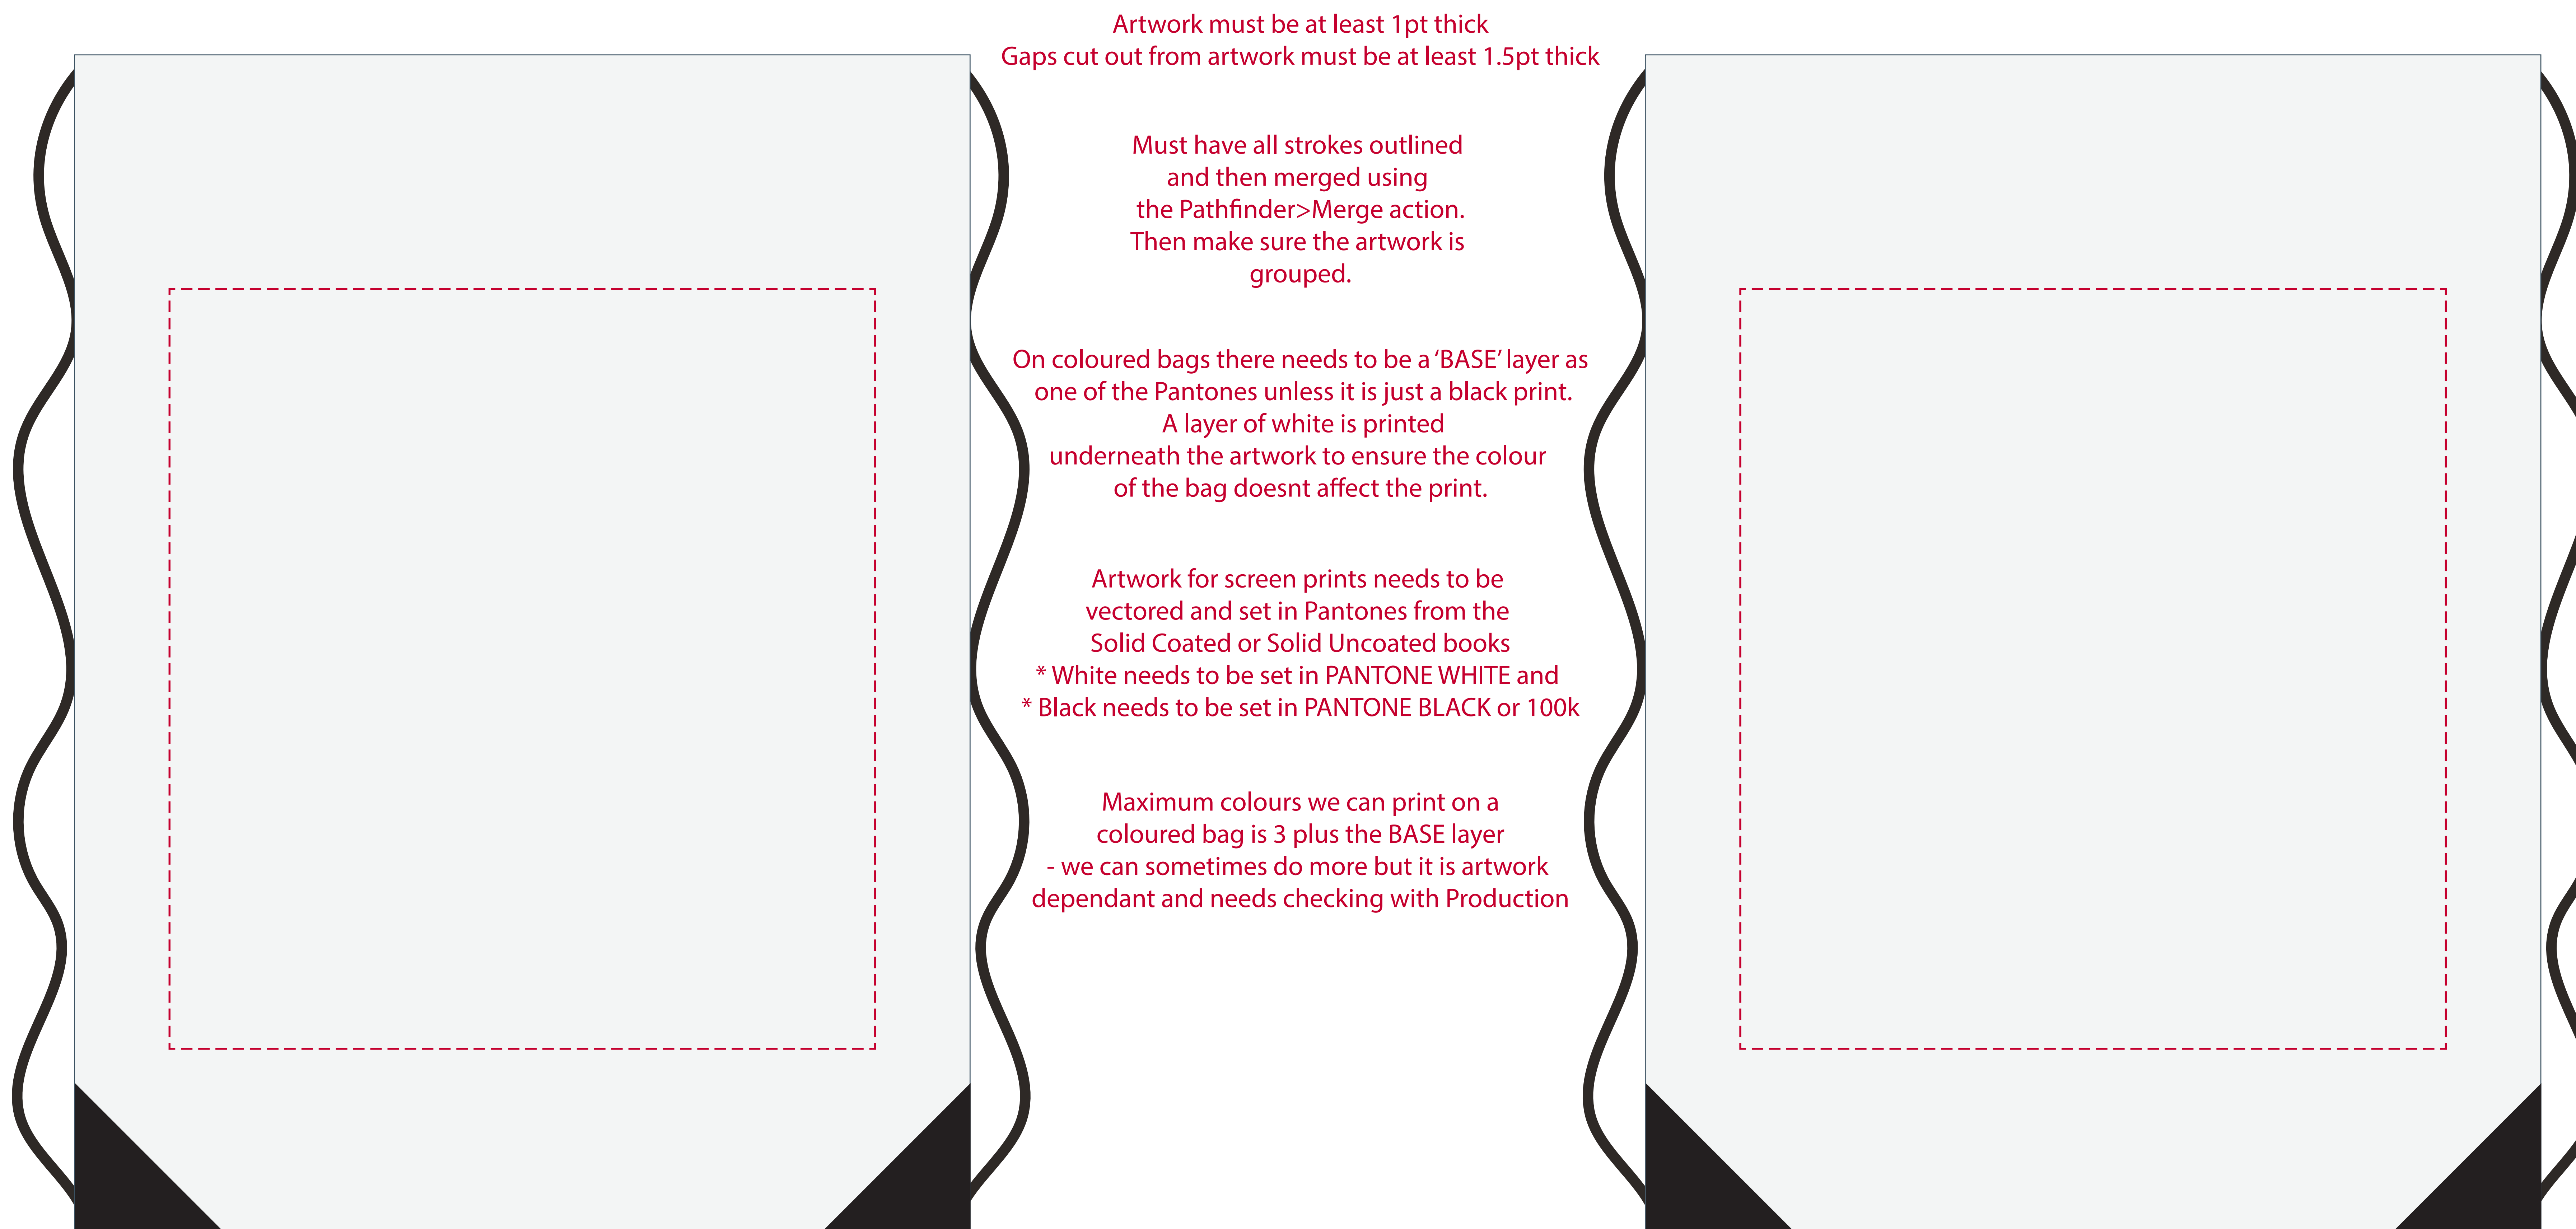 Artwork must be at least 1pt thick
Gaps cut out from artwork must be at least 1.5pt thick
Must have all strokes outlined
and then merged using
the Pathfinder>Merge action.
Then make sure the artwork is
grouped.
On coloured bags there needs to be a ‘BASE’ layer as
one of the Pantones unless it is just a black print.
A layer of white is printed
underneath the artwork to ensure the colour
of the bag doesnt affect the print.
Artwork for screen prints needs to be
vectored and set in Pantones from the
Solid Coated or Solid Uncoated books
* White needs to be set in PANTONE WHITE and
* Black needs to be set in PANTONE BLACK or 100k
Maximum colours we can print on a
coloured bag is 3 plus the BASE layer
- we can sometimes do more but it is artwork
dependant and needs checking with Production